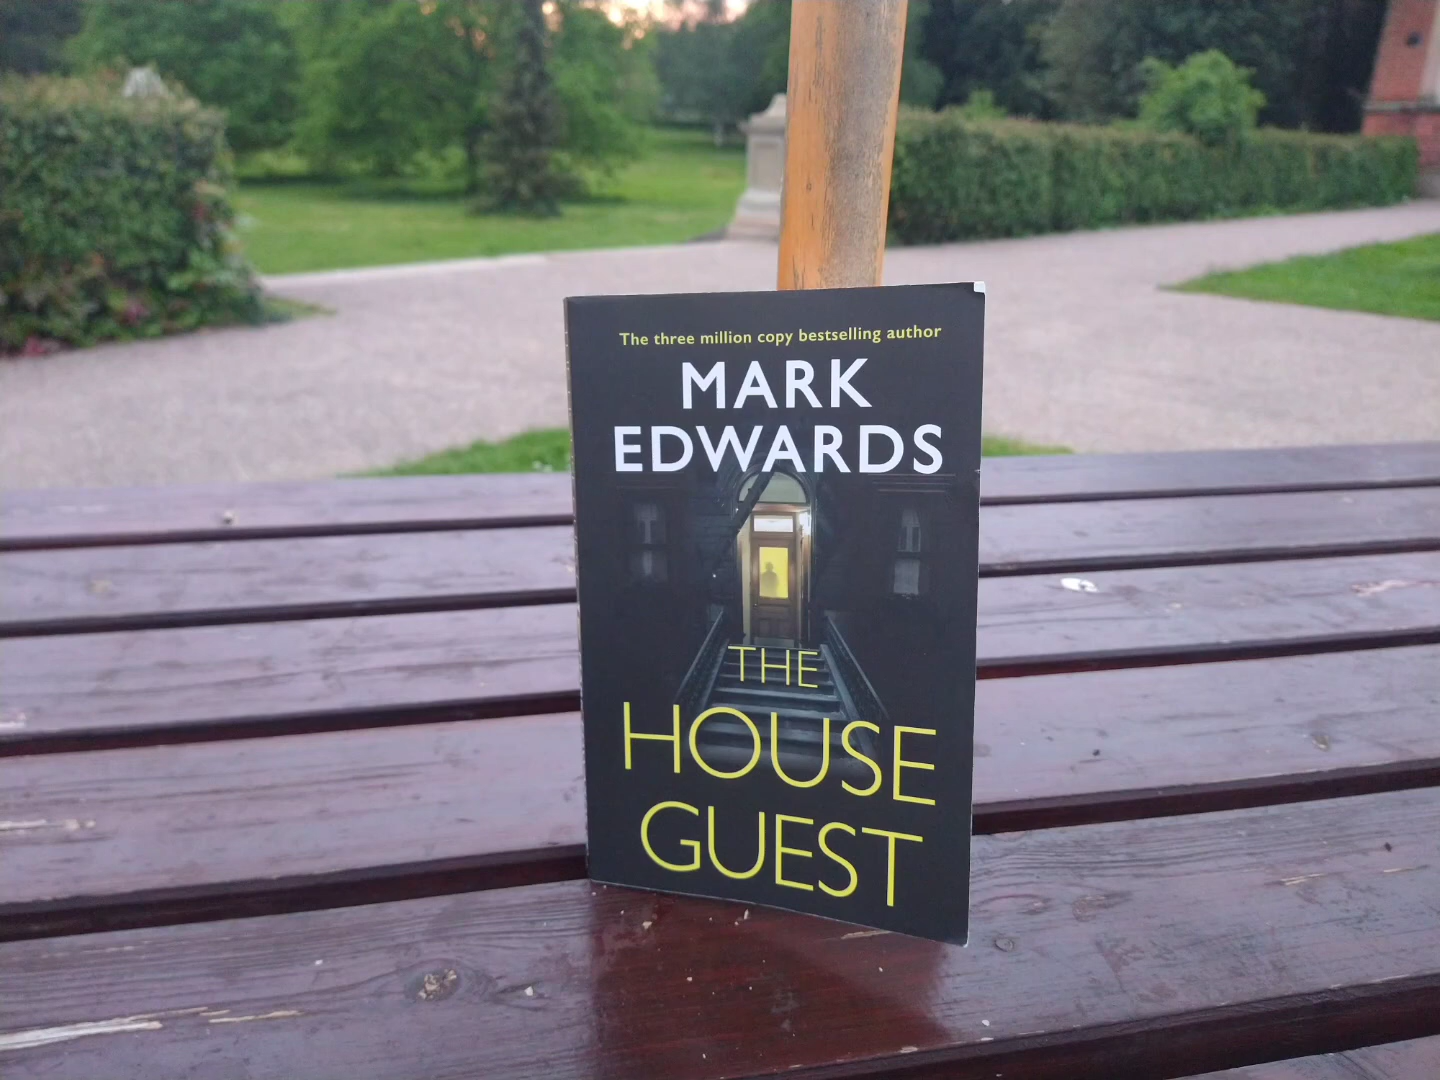 The three million copy bestselling author
MARK
EDWARDS
THE
HOUSE
GUEST